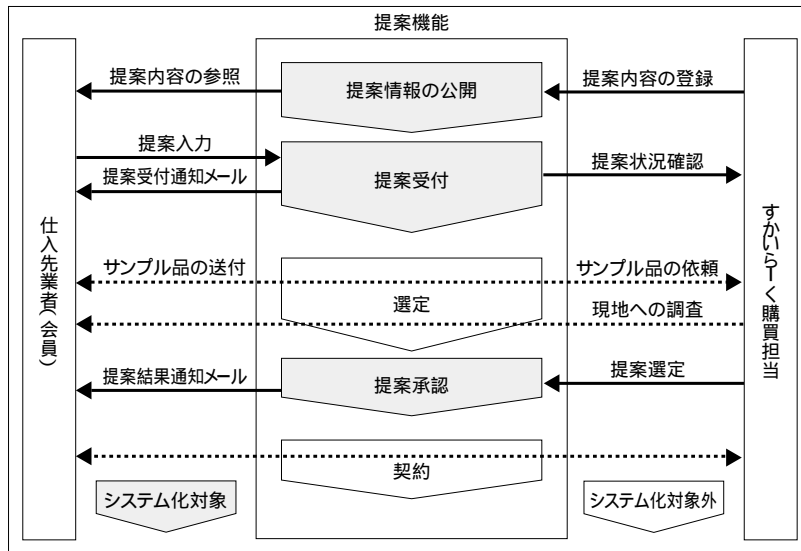 提案機能
提案内容の参照
提案情報の公開
提案内容の登録
提案入力
提案受付通知メール
提案受付
提案状況確認
仕入先業者(会員)
すかいらーく購買担当
サンプル品の送付
サンプル品の依頼
選定
現地への調査
提案結果通知メール
提案承認
提案選定
契約
システム化対象
システム化対象外